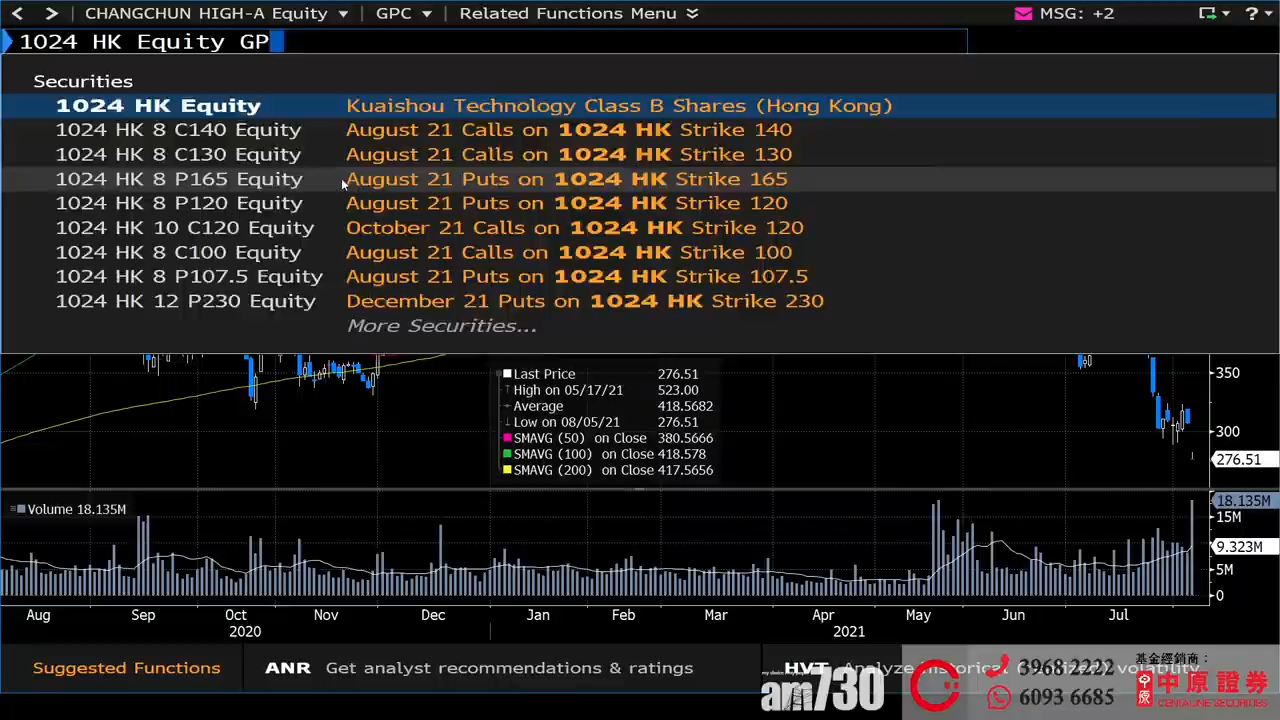 CHANGCHUN HIGH-A Equity GPC Related Functions Menu MSG: +2 ?
1024 HK Equity GP
Securities
1024 HK Equity Kuaishou Technology Class B Shares (Hong Kong)
1024 HK 8 C140 Equity August 21 Calls on 1024 HK Strike 140
1024 HK 8 C130 Equity August 21 Calls on 1024 HK Strike 130
1024 HK 8 P165 Equity August 21 Puts on 1024 HK Strike 165
1024 HK 8 P120 Equity August 21 Puts on 1024 HK Strike 120
1024 HK 10 C120 Equity October 21 Calls on 1024 HK Strike 120
1024 HK 8 C100 Equity August 21 Calls on 1024 HK Strike 100
1024 HK 8 P107.5 Equity August 21 Puts on 1024 HK Strike 107.5
1024 HK 12 P230 Equity December 21 Puts on 1024 HK Strike 230
More Securities...
Last Price 276.51
High on 05/17/21 523.00
Average 418.5682
Low on 08/05/21 276.51
SMAVG (50) on Close 380.5666
SMAVG (100) on Close 418.578
SMAVG (200) on Close 417.5656
350
300
276.51
Volume 18.135M
18.135M
15M
9.323M
5M
0
Aug Sep Oct Nov Dec Jan Feb Mar Apr May Jun Jul
2020 2021
Suggested Functions ANR Get analyst recommendations & ratings HVT Analyze historical volatility
am730
3968 2222
6093 6685
基金經銷商：
中原證券
CENTALINE SECURITIES